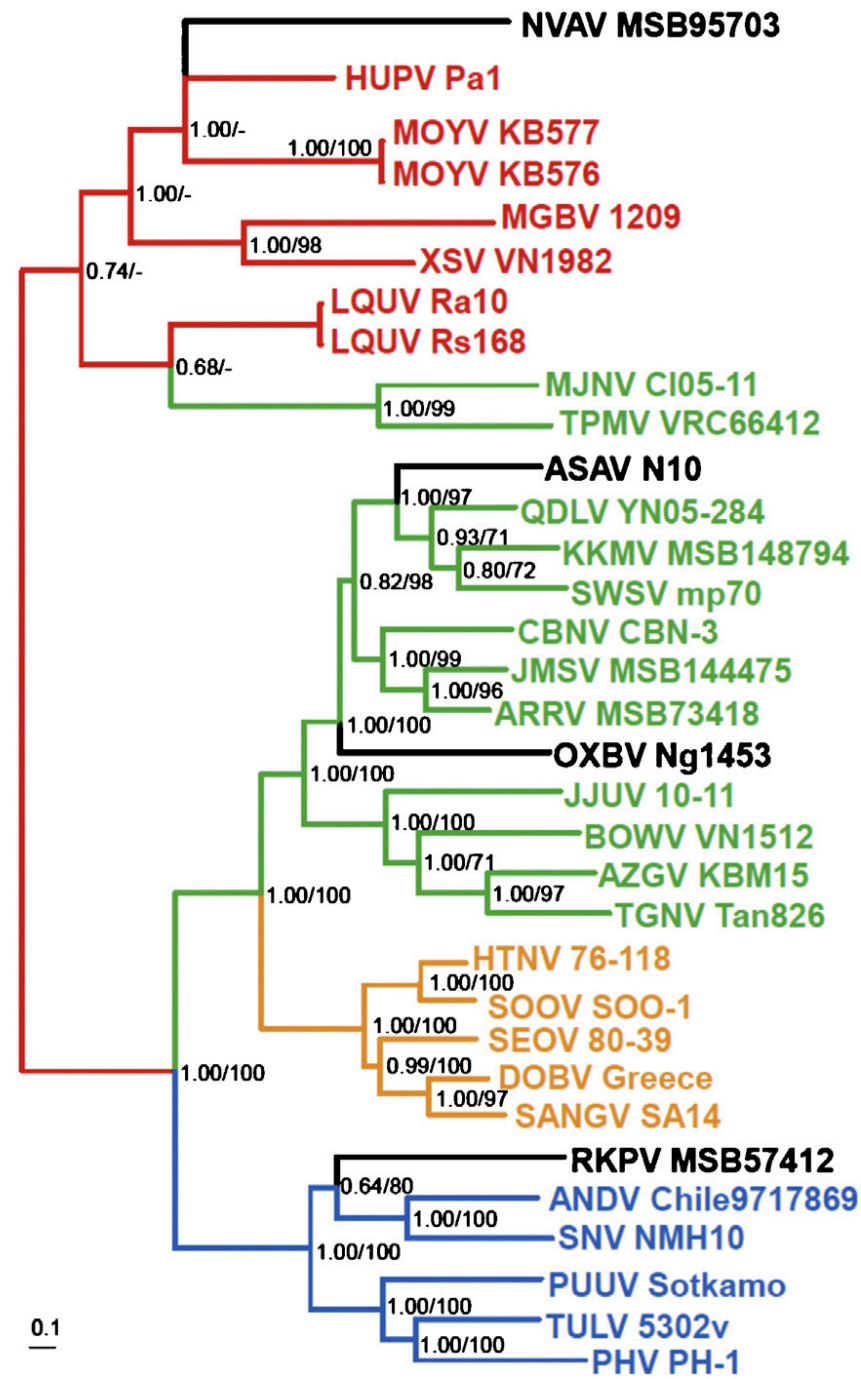 NVAV MSB95703
HUPV Pa1
1.00/-
1.00/100
MOYV KB577
MOYV KB576
1.00/-
MGBV 1209
1.00/98
XSV VN1982
0.74/-
LQUV Ra10
LQUV Rs168
0.68/-
MJNV CI05-11
1.00/99
TPMV VRC66412
ASAV N10
1.00/97
QDLV YN05-284
0.93/71
KKMV MSB148794
0.80/72
0.82/98
SWSV mp70
CBNV CBN-3
1.00/99
JMSV MSB144475
1.00/96
ARRV MSB73418
1.00/100
OXBV Ng1453
1.00/100
JJUV 10-11
1.00/100
BOWV VN1512
1.00/71
AZGV KBM15
1.00/97
1.00/100
TGNV Tan826
HTNV 76-118
1.00/100
SOOV SOO-1
1.00/100
SEOV 80-39
0.99/100
1.00/100
DOBV Greece
1.00/97
SANGV SA14
RKPV MSB57412
0.64/80
ANDV Chile9717869
1.00/100
SNV NMH10
1.00/100
PUUV Sotkamo
1.00/100
TULV 5302v
0.1
1.00/100
PHV PH-1